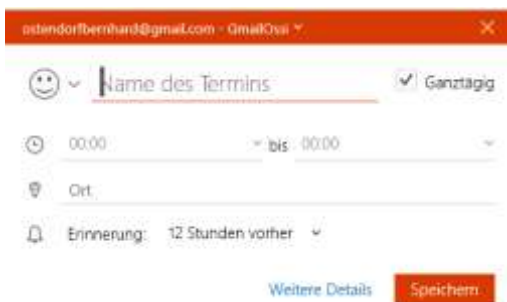 ostendorfbernhard@gmail.com - GmailOssi
Name des Termins
Ganztägig
00:00 bis 00:00
Ort
Erinnerung: 12 Stunden vorher
Weitere Details Speichern